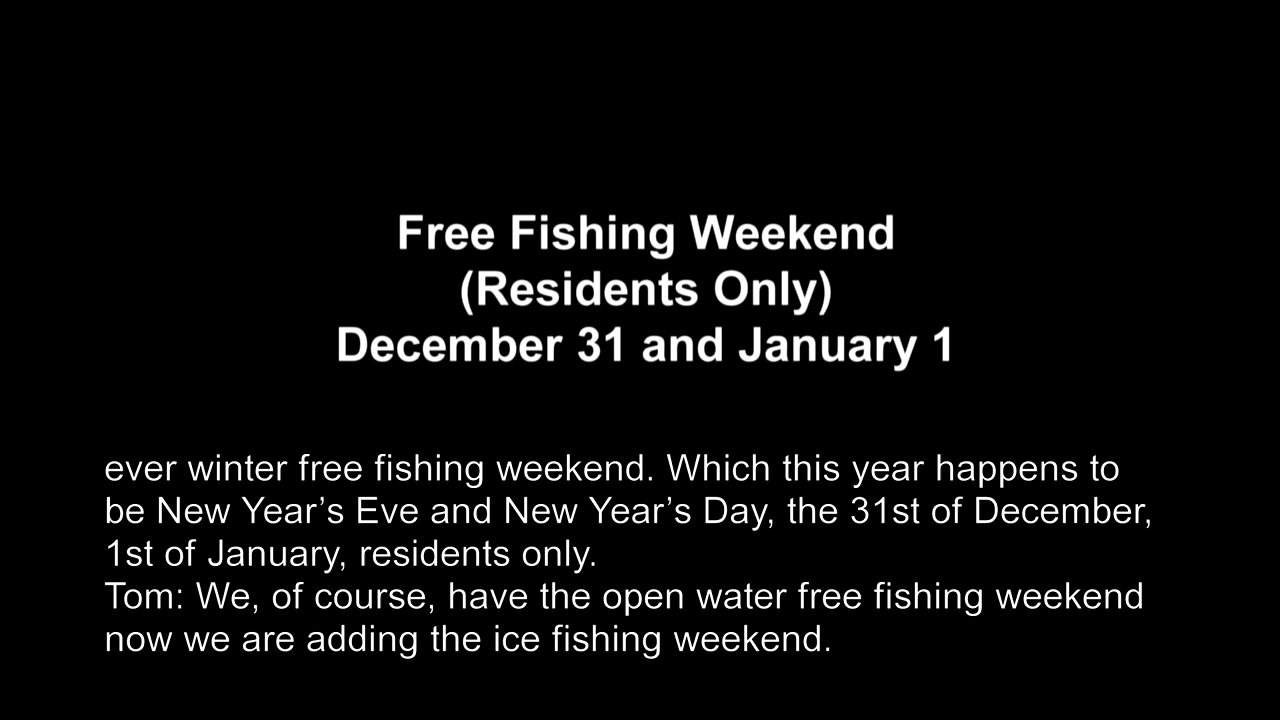 Free Fishing Weekend
(Residents Only)
December 31 and January 1
ever winter free fishing weekend. Which this year happens to
be New Year’s Eve and New Year’s Day, the 31st of December,
1st of January, residents only.
Tom: We, of course, have the open water free fishing weekend
now we are adding the ice fishing weekend.